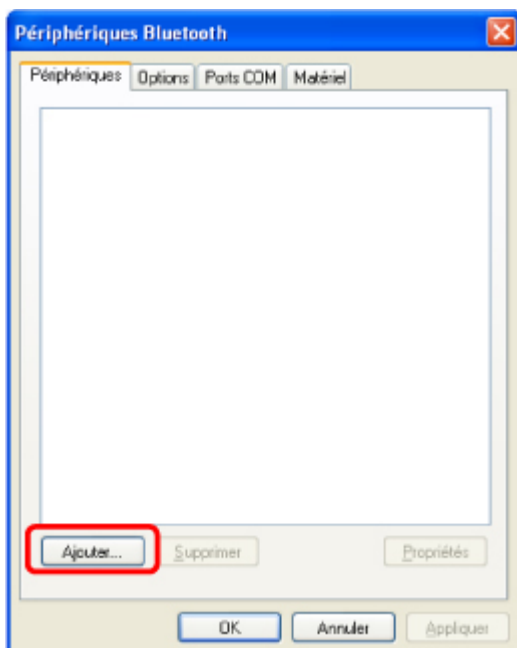 Périphériques Bluetooth
Périphériques Options Ports COM Matériel
Ajouter... Supprimer Propriétés
OK Annuler Appliquer